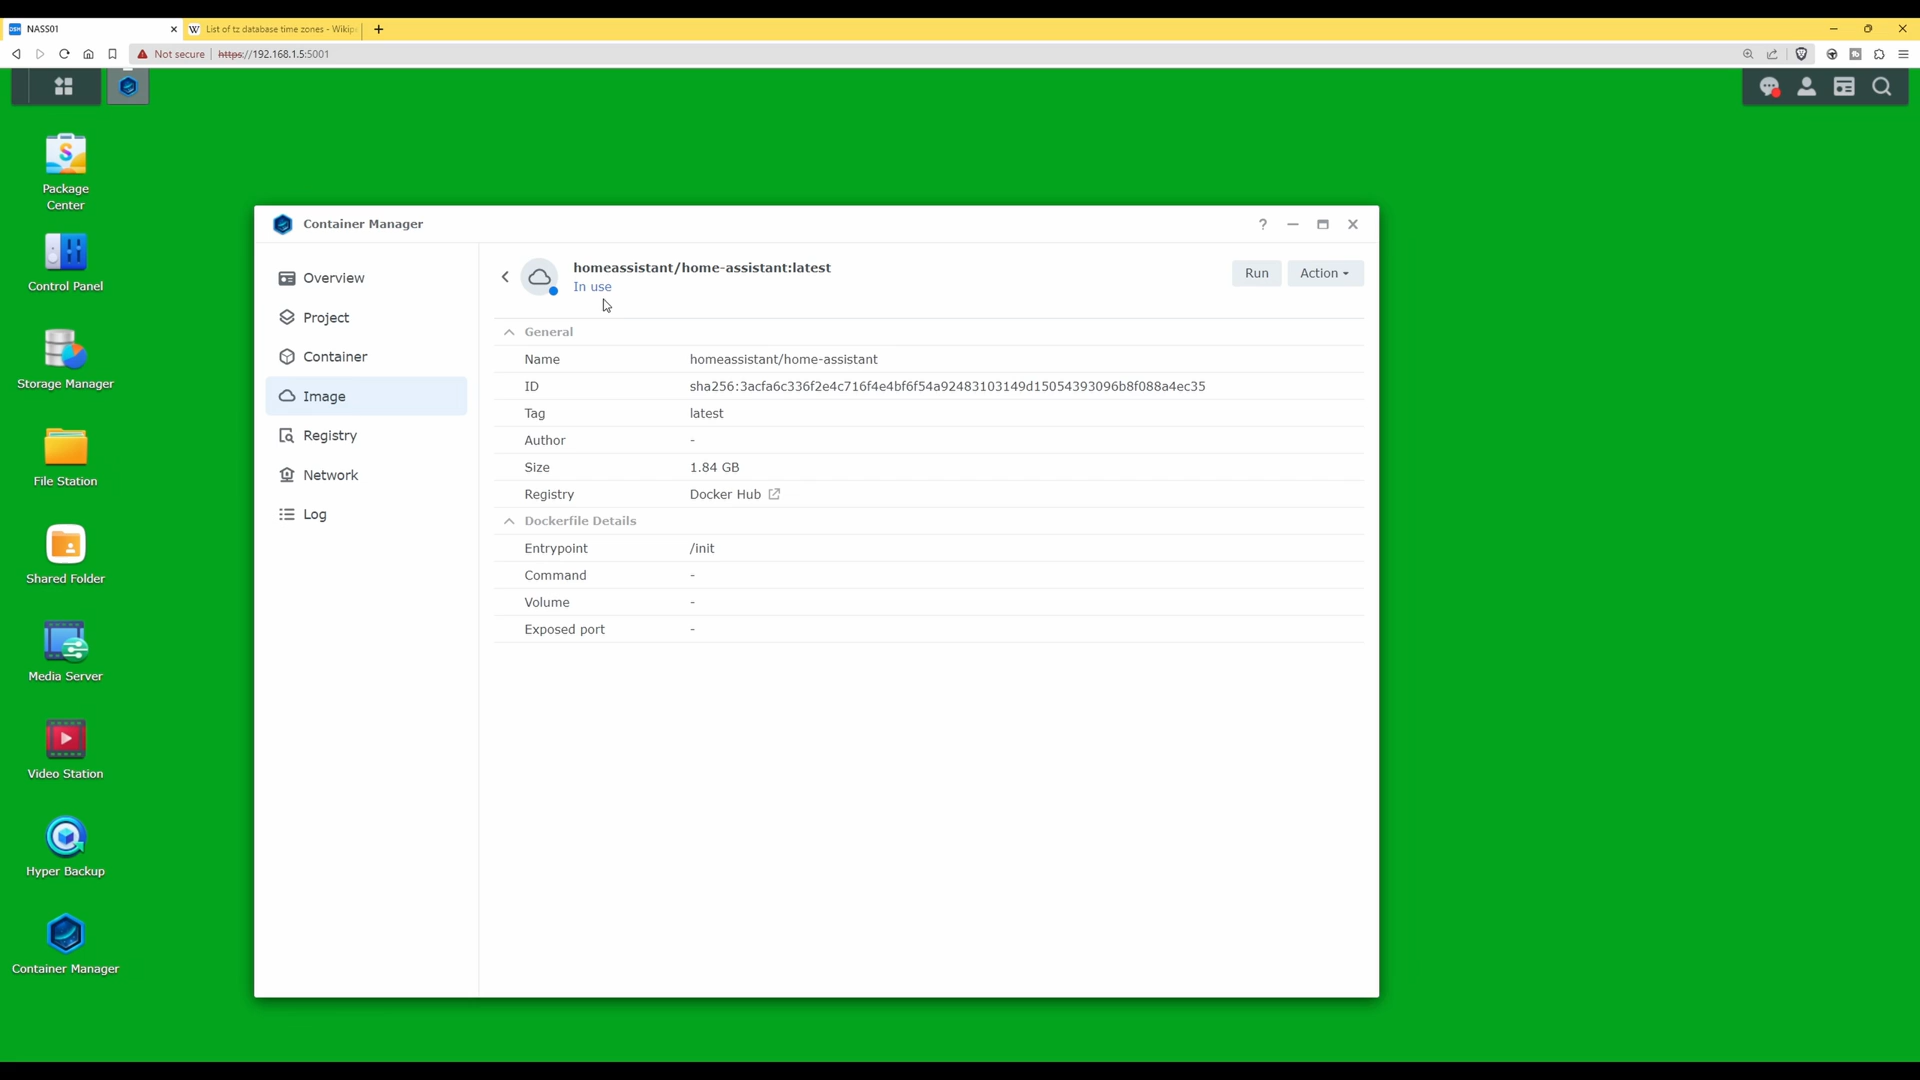 NASS01
List of tz database time zones - Wikip
Not secure
https://192.168.1.5:5001
Package
Center
Control Panel
Storage Manager
File Station
Shared Folder
Media Server
Video Station
Hyper Backup
Container Manager
Container Manager
Overview
Project
Container
Image
Registry
Network
Log
homeassistant/home-assistant:latest
In use
Run
Action
General
Name homeassistant/home-assistant
ID sha256:3acfa6c336f2e4c716f4e4bf6f54a92483103149d15054393096b8f088a4ec35
Tag latest
Author -
Size 1.84 GB
Registry Docker Hub
Dockerfile Details
Entrypoint /init
Command -
Volume -
Exposed port -